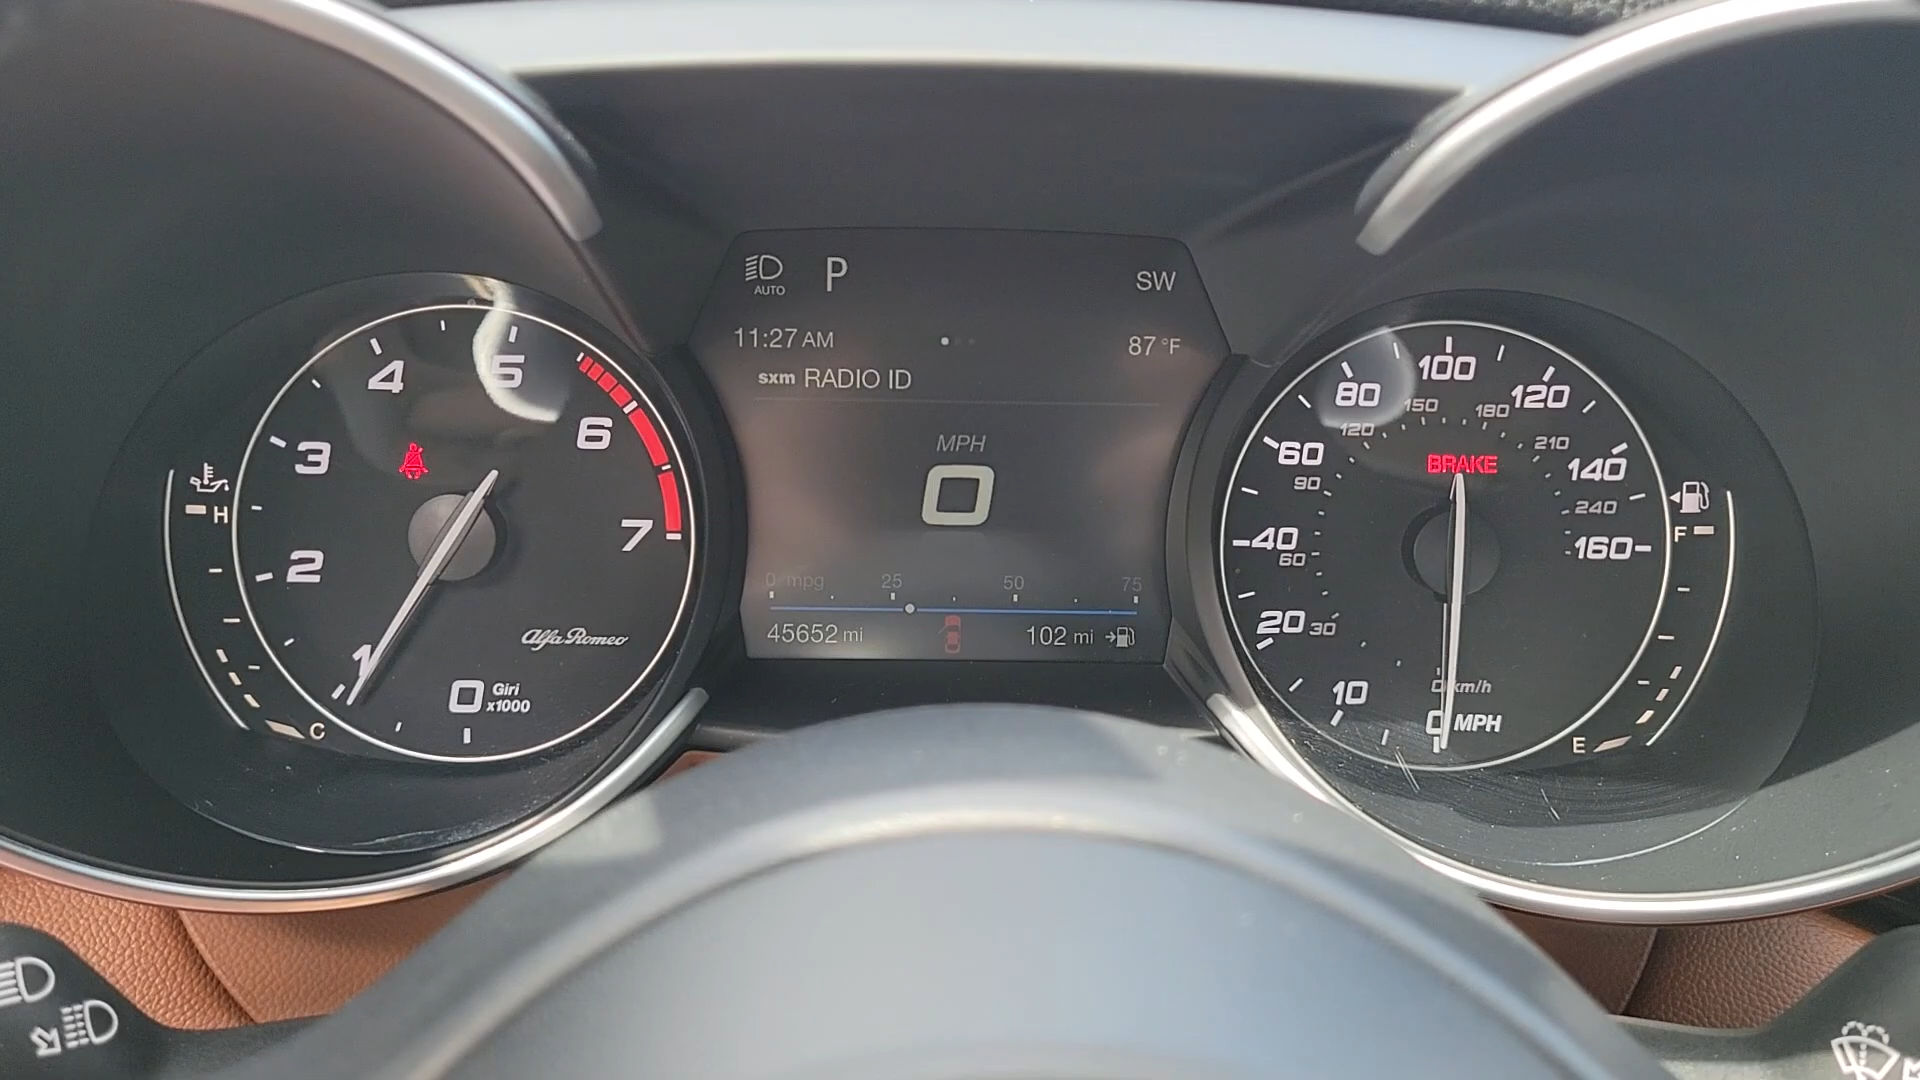 AUTO P SW
11:27 AM 87 °F
sxm RADIO ID
MPH
0
0 mpg 25 50 75
45652 mi 102 mi
1 2 3 4 5 6 7
H
C
Alfa Romeo
0 Giri
x1000
BRAKE
0 10 20 40 60 80 100 120 140 160
30 60 90 120 150 180 210 240
0 km/h
MPH
F
E